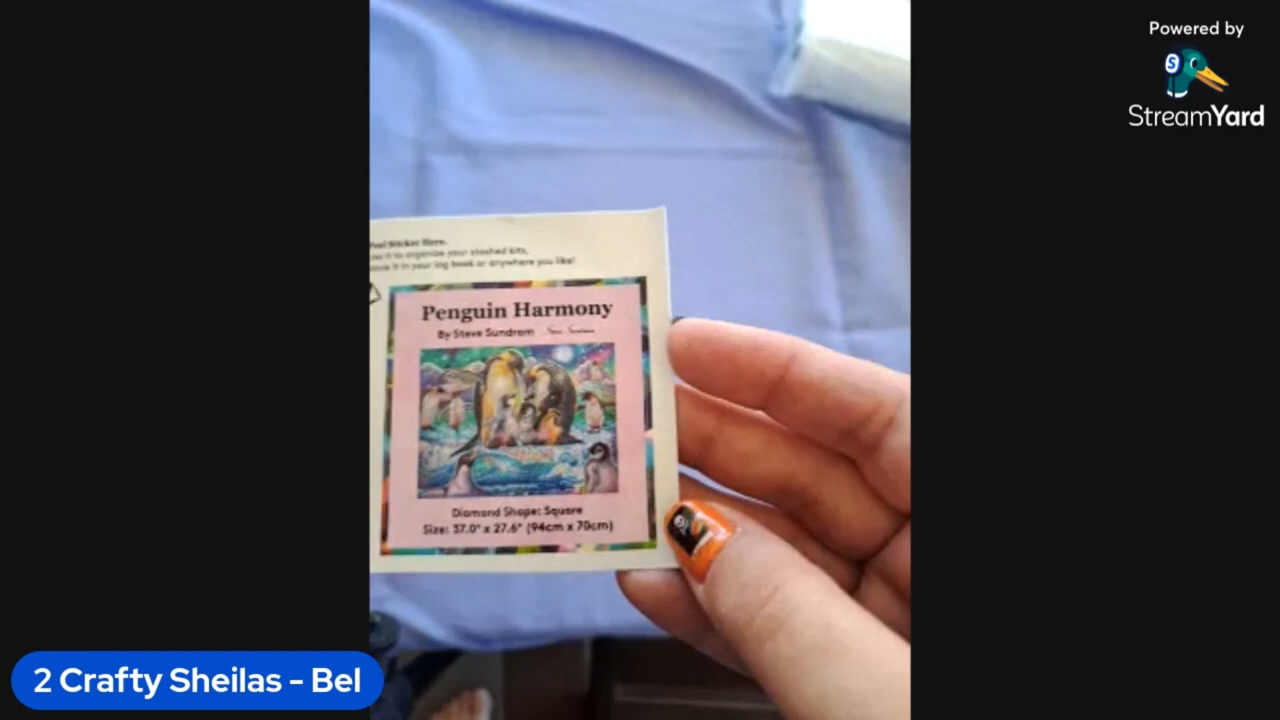 Powered by
StreamYard
Peel Sticker Here.
it to organize your stashed kits,
it in your log book or anywhere you like!
Penguin Harmony
By Steve Sundram
Diamond Shape: Square
Size: 37.0" x 27.6" (94cm x 70cm)
2 Crafty Sheilas - Bel